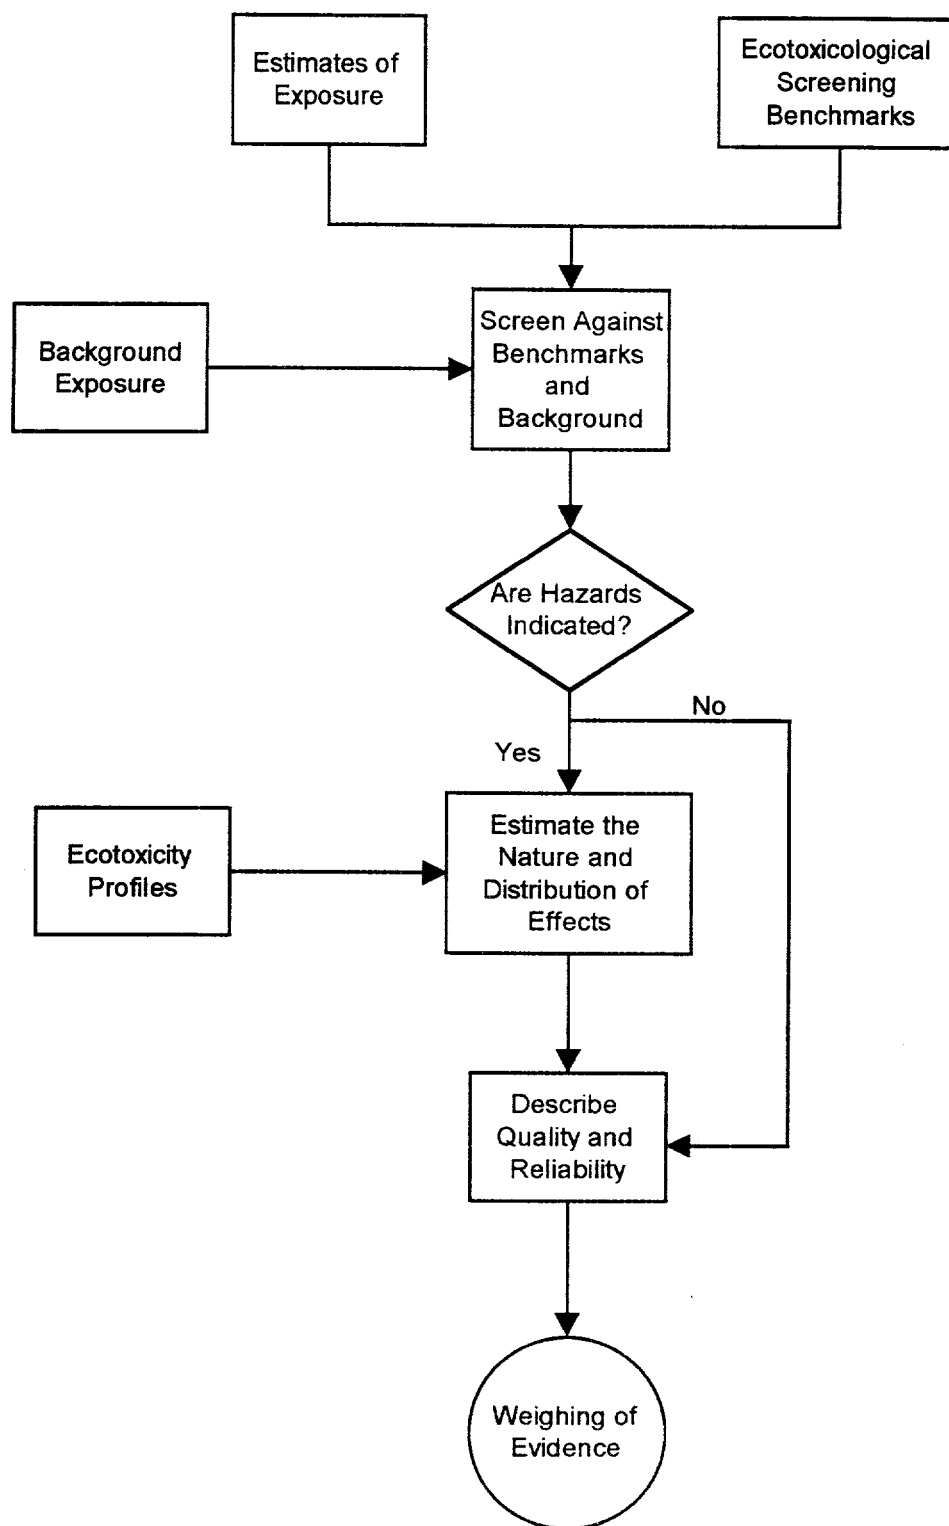 Estimates of
Exposure
Ecotoxicological
Screening
Benchmarks
Background
Exposure
Screen Against
Benchmarks
and
Background
Are Hazards
Indicated?
No
Yes
Ecotoxicity
Profiles
Estimate the
Nature and
Distribution of
Effects
Describe
Quality and
Reliability
Weighing of
Evidence